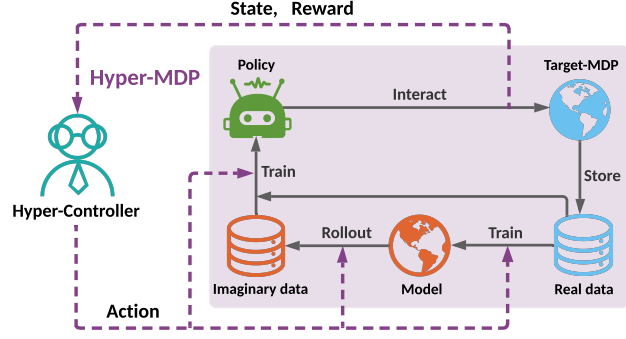 State, Reward
Hyper-MDP
Policy
Target-MDP
Interact
Train
Store
Hyper-Controller
Rollout
Train
Imaginary data
Model
Real data
Action